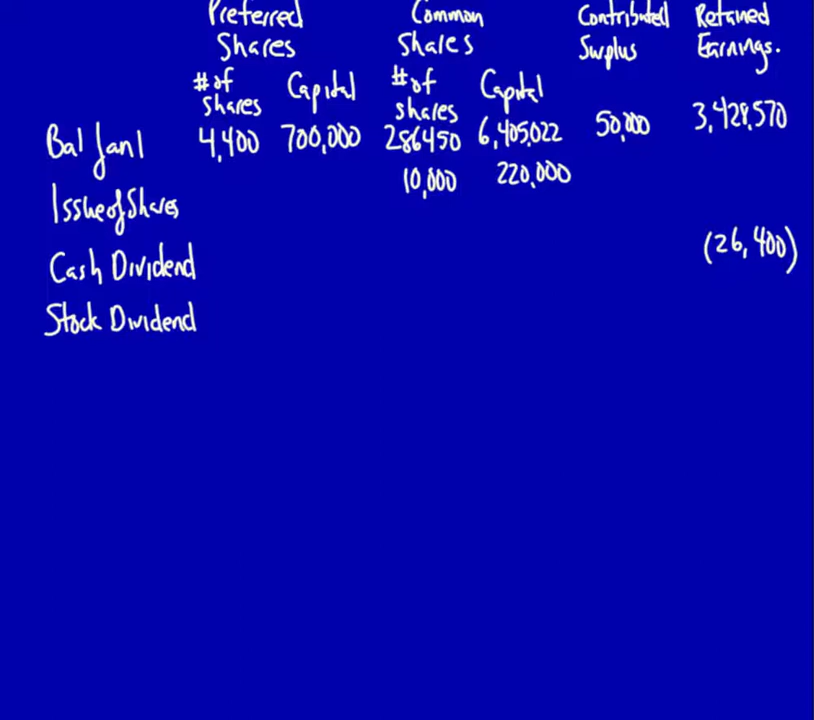 Preferred Common Contributed Retained
Shares Shares Surplus Earnings.
# of shares Capital # of shares Capital
Bal Jan 1 4,400 700,000 286450 6,405,022 50,000 3,428,570
Issue of Shares 10,000 220,000
Cash Dividend (26,400)
Stock Dividend